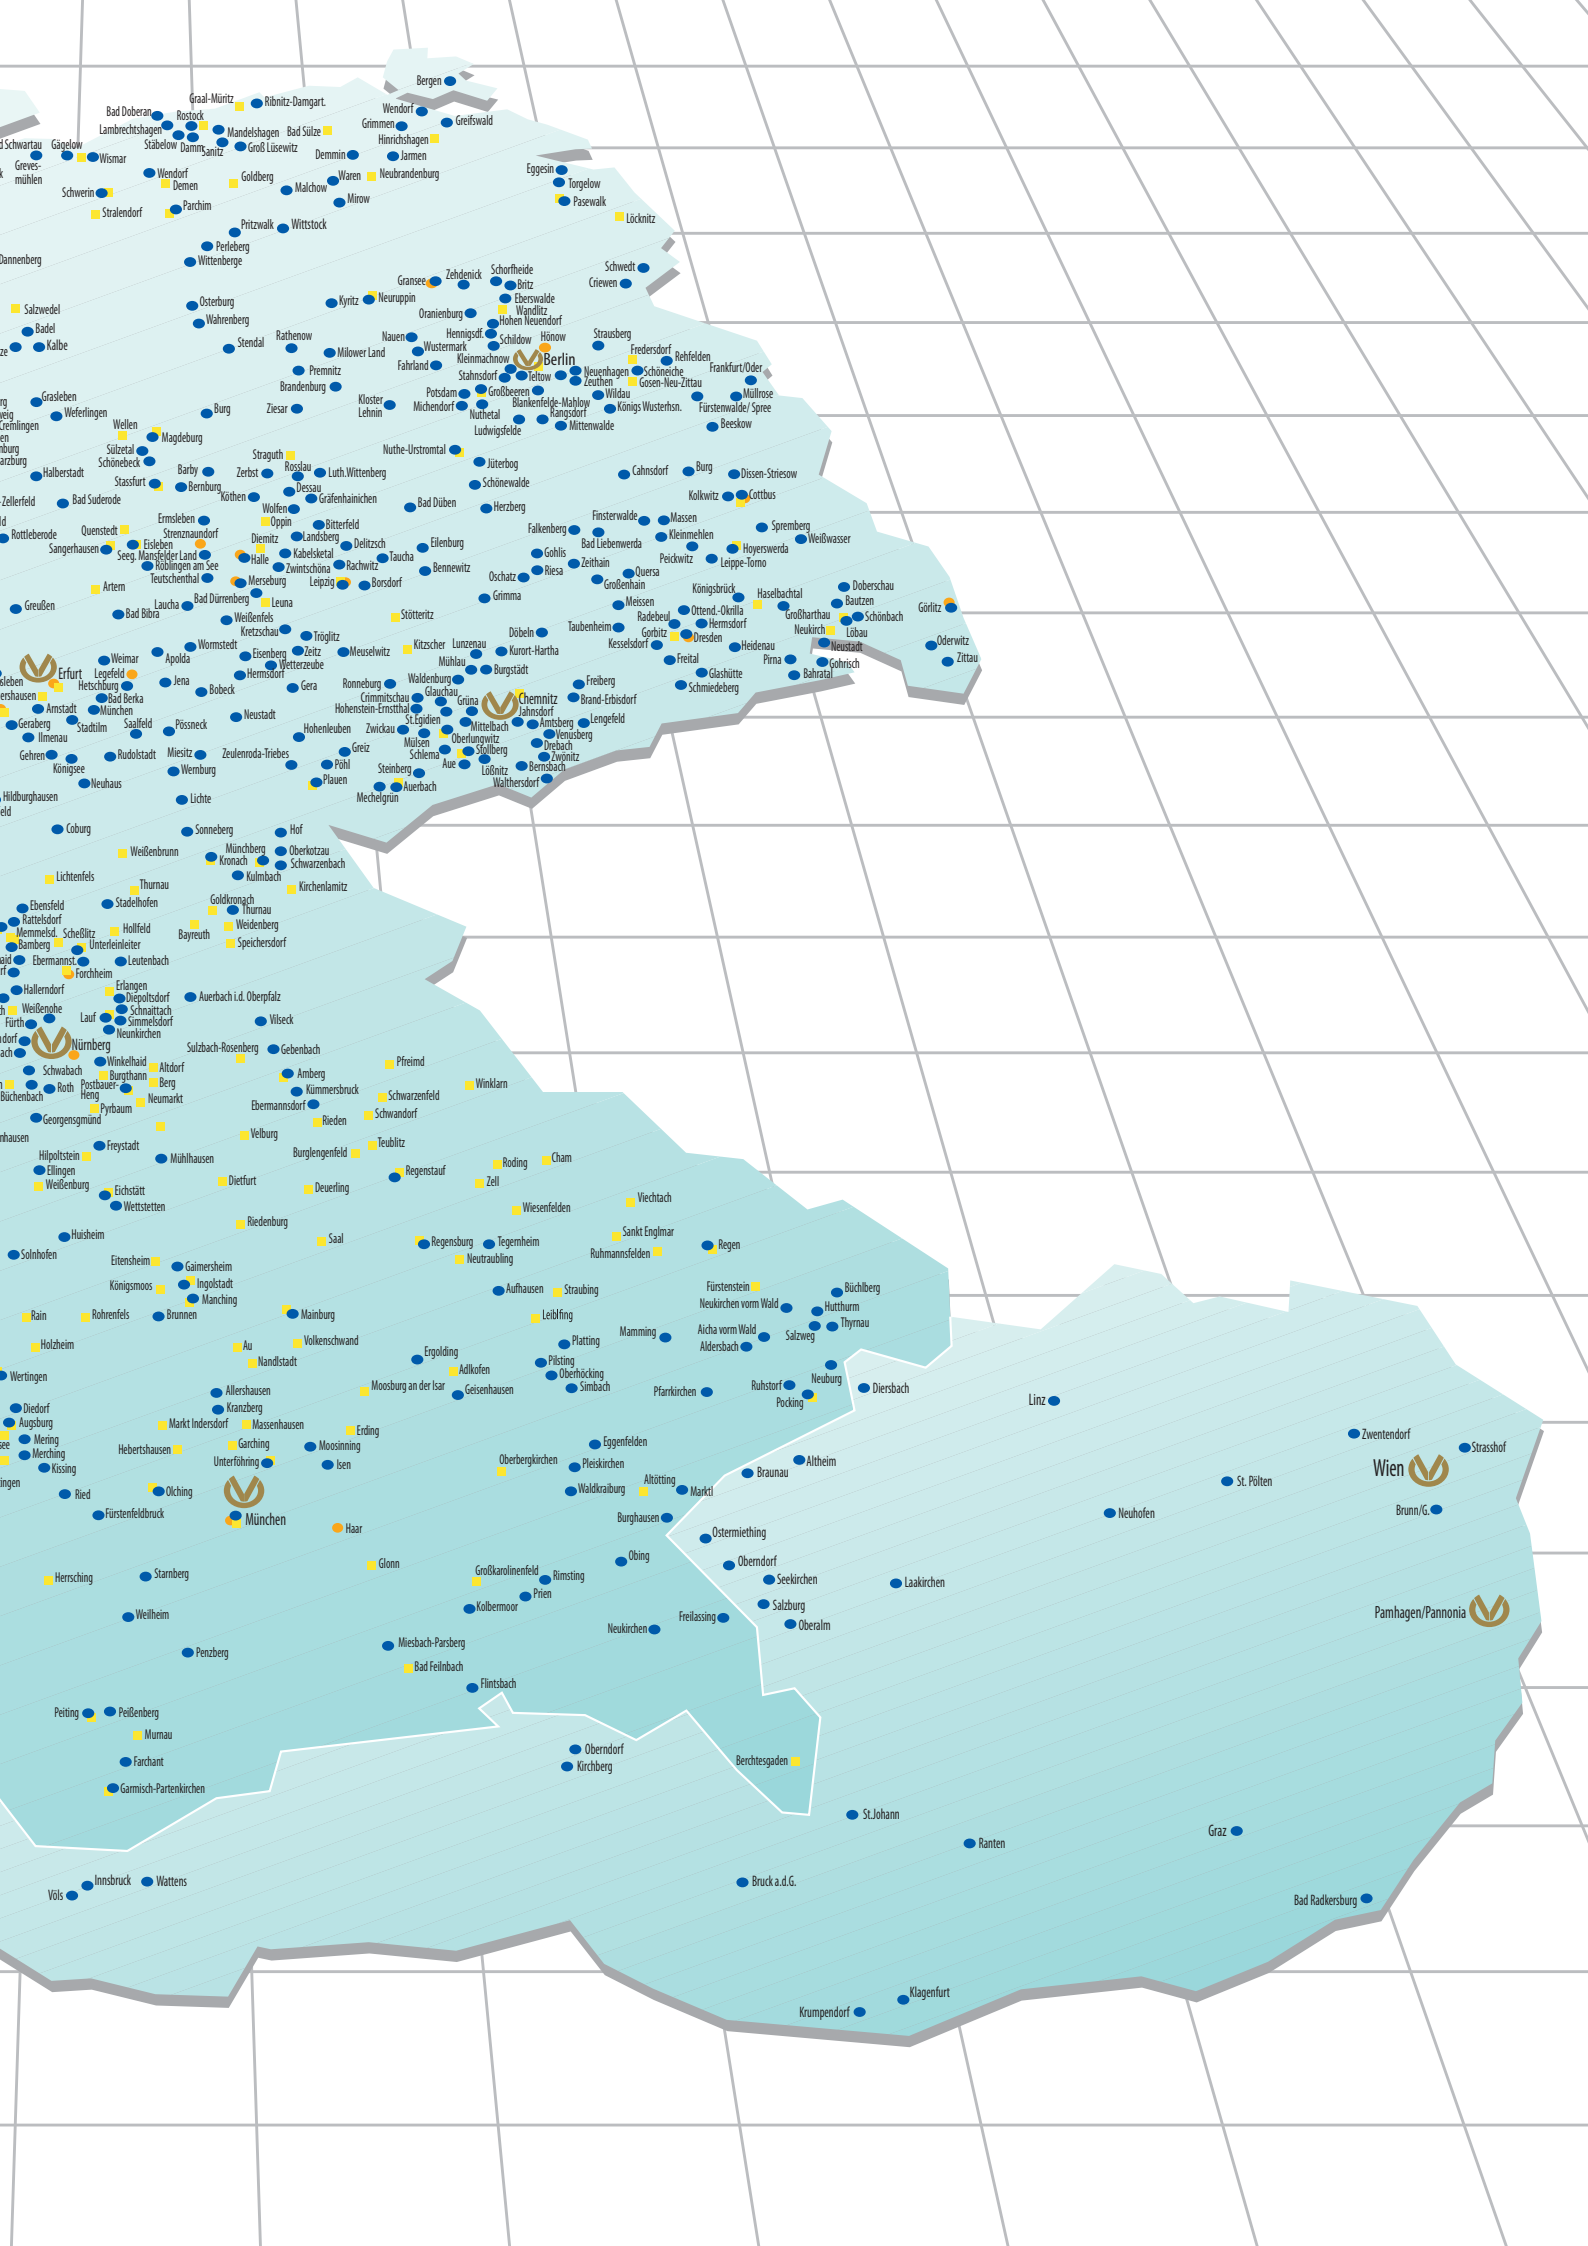 Bergen
Graal-Müritz
Ribnitz-Damgart.
Bad Doberan
Rostock
Wendorf
Greifswald
Lambrechtshagen
Mandelshagen
Bad Sülze
Grimmen
Hinrichshagen
Stäbelow
Damm
Sanitz
Groß Lüsewitz
d Schwartau
Gägelow
Wismar
Demmin
Jarmen
Greves-
mühlen
Wendorf
Demen
Goldberg
Waren
Neubrandenburg
Eggesin
Torgelow
Schwerin
Malchow
Mirow
Pasewalk
Stralendorf
Parchim
Löcknitz
Pritzwalk
Wittstock
Perleberg
Dannenberg
Wittenberge
Schwedt
Criewen
Gransee
Zehdenick
Schorfheide
Britz
Salzwedel
Osterburg
Kyritz
Neuruppin
Eberswalde
Wandlitz
Oranienburg
Hohen Neuendorf
Badel
Wahrenberg
Kalbe
Stendal
Rathenow
Nauen
Hennigsdf.
Schildow
Hönow
Strausberg
Milower Land
Wustermark
Kleinmachnow
Berlin
Fredersdorf
Rehfelden
Premnitz
Fahrland
Stahnsdorf
Teltow
Neuenhagen
Schöneiche
Frankfurt/Oder
Zeuthen
Gosen-Neu-Zittau
Brandenburg
Potsdam
Großbeeren
Wildau
Müllrose
Grasleben
Weferlingen
Burg
Ziesar
Kloster
Lehnin
Michendorf
Nuthetal
Blankenfelde-Mahlow
Rangsdorf
Königs Wusterhsn.
Fürstenwalde/ Spree
Ludwigsfelde
Mittenwalde
Beeskow
Cremlingen
Wellen
Magdeburg
Sülzetal
Schönebeck
Straguth
Nuthe-Urstromtal
Jüterbog
Halberstadt
Barby
Zerbst
Rosslau
Luth.Wittenberg
Cahnsdorf
Burg
Dissen-Striesow
Stassfurt
Bernburg
Dessau
Schönewalde
-Zellerfeld
Bad Suderode
Köthen
Gräfenhainichen
Kolkwitz
Cottbus
Wolfen
Bad Düben
Herzberg
Ermsleben
Oppin
Bitterfeld
Finsterwalde
Massen
Spremberg
Rottleberode
Quenstedt
Strenznaundorf
Diemitz
Landsberg
Falkenberg
Bad Liebenwerda
Kleinmehlen
Weißwasser
Sangerhausen
Eisleben
Delitzsch
Eilenburg
Peickwitz
Hoyerswerda
Seeg. Mansfelder Land
Halle
Kabelsketal
Taucha
Gohlis
Leippe-Torno
Röblingen am See
Zwintschöna
Rachwitz
Bennewitz
Riesa
Zeithain
Quersa
Teutschenthal
Merseburg
Leipzig
Borsdorf
Oschatz
Großenhain
Artern
Königsbrück
Haselbachtal
Doberschau
Greußen
Laucha
Bad Dürrenberg
Leuna
Grimma
Meissen
Ottend.-Okrilla
Bautzen
Görlitz
Bad Bibra
Weißenfels
Stötteritz
Radebeul
Hermsdorf
Großharthau
Schönbach
Kretzschau
Tröglitz
Döbeln
Taubenheim
Gorbitz
Dresden
Neukirch
Löbau
Wormstedt
Zeitz
Meuselwitz
Kitzscher
Lunzenau
Kurort-Hartha
Kesselsdorf
Heidenau
Neustadt
Oderwitz
Erfurt
Weimar
Apolda
Eisenberg
Wetterzeube
Mühlau
Burgstädt
Freital
Pirna
Gohrisch
Zittau
Legefeld
Hermsdorf
Waldenburg
Glashütte
Bahratal
Hetschburg
Jena
Bobeck
Gera
Ronneburg
Glauchau
Freiberg
Schmiedeberg
Bad Berka
Crimmitschau
Grüna
Chemnitz
Brand-Erbisdorf
Arnstadt
München
Hohenstein-Ernstthal
Jahnsdorf
Geraberg
Stadtilm
Saalfeld
Pössneck
Neustadt
St.Egidien
Mittelbach
Amtsberg
Lengefeld
Ilmenau
Hohenleuben
Zwickau
Oberlungwitz
Venusberg
Gehren
Königsee
Rudolstadt
Miesitz
Zeulenroda-Triebes
Greiz
Mülsen
Schlema
Stollberg
Drebach
Zwönitz
Wernburg
Pöhl
Aue
Lößnitz
Bernsbach
Neuhaus
Plauen
Steinberg
Walthersdorf
Hildburghausen
Lichte
Mechelgrün
Auerbach
Coburg
Sonneberg
Hof
Weißenbrunn
Münchberg
Oberkotzau
Kronach
Schwarzenbach
Lichtenfels
Kulmbach
Thurnau
Kirchenlamitz
Ebensfeld
Stadelhofen
Goldkronach
Thurnau
Rattelsdorf
Memmelsd.
Scheßlitz
Hollfeld
Bayreuth
Weidenberg
Bamberg
Unterleinleiter
Speichersdorf
Ebermannst.
Leutenbach
Forchheim
Hallerndorf
Erlangen
Diepoltsdorf
Auerbach i.d. Oberpfalz
Weißenohe
Schnaittach
Fürth
Lauf
Simmelsdorf
Vilseck
Neunkirchen
Nürnberg
Sulzbach-Rosenberg
Gebenbach
Winkelhaid
Altdorf
Pfreimd
Schwabach
Burgthann
Berg
Amberg
Winklarn
Büchenbach
Roth
Postbauer-
Heng
Neumarkt
Kümmersbruck
Schwarzenfeld
Pyrbaum
Ebermannsdorf
Georgensgmünd
Rieden
Schwandorf
Velburg
Freystadt
Teublitz
Hilpoltstein
Mühlhausen
Burglengenfeld
Roding
Cham
Ellingen
Regenstauf
Weißenburg
Eichstätt
Dietfurt
Deuerling
Zell
Wettstetten
Wiesenfelden
Viechtach
Riedenburg
Huisheim
Saal
Regensburg
Tegernheim
Sankt Englmar
Regen
Solnhofen
Eitensheim
Gaimersheim
Neutraubling
Ruhmannsfelden
Königsmoos
Ingolstadt
Aufhausen
Straubing
Fürstenstein
Büchlberg
Manching
Neukirchen vorm Wald
Hutthurm
Rain
Rohrenfels
Brunnen
Mainburg
Leiblfing
Thyrnau
Mamming
Aicha vorm Wald
Salzweg
Holzheim
Au
Volkenschwand
Platting
Aldersbach
Nandlstadt
Ergolding
Pilsting
Wertingen
Adlkofen
Oberhöcking
Neuburg
Allershausen
Moosburg an der Isar
Geisenhausen
Simbach
Pfarrkirchen
Ruhstorf
Diersbach
Diedorf
Kranzberg
Pocking
Linz
Augsburg
Markt Indersdorf
Massenhausen
Erding
Mering
Hebertshausen
Garching
Moosinning
Eggenfelden
Zwentendorf
Strasshof
Merching
Unterföhring
Isen
Oberbergkirchen
Pleiskirchen
Braunau
Altheim
Wien
Kissing
Altötting
St. Pölten
Ried
Olching
Waldkraiburg
Marktl
Fürstenfeldbruck
München
Haar
Burghausen
Neuhofen
Brunn/G.
Ostermiething
Glonn
Obing
Oberndorf
Herrsching
Starnberg
Großkarolinenfeld
Rimsting
Seekirchen
Laakirchen
Prien
Weilheim
Kolbermoor
Freilassing
Salzburg
Pamhagen/Pannonia
Neukirchen
Oberalm
Penzberg
Miesbach-Parsberg
Bad Feilnbach
Flintsbach
Peiting
Peißenberg
Murnau
Oberndorf
Farchant
Kirchberg
Berchtesgaden
Garmisch-Partenkirchen
St.Johann
Graz
Ranten
Innsbruck
Wattens
Bruck a.d.G.
Völs
Bad Radkersburg
Klagenfurt
Krumpendorf